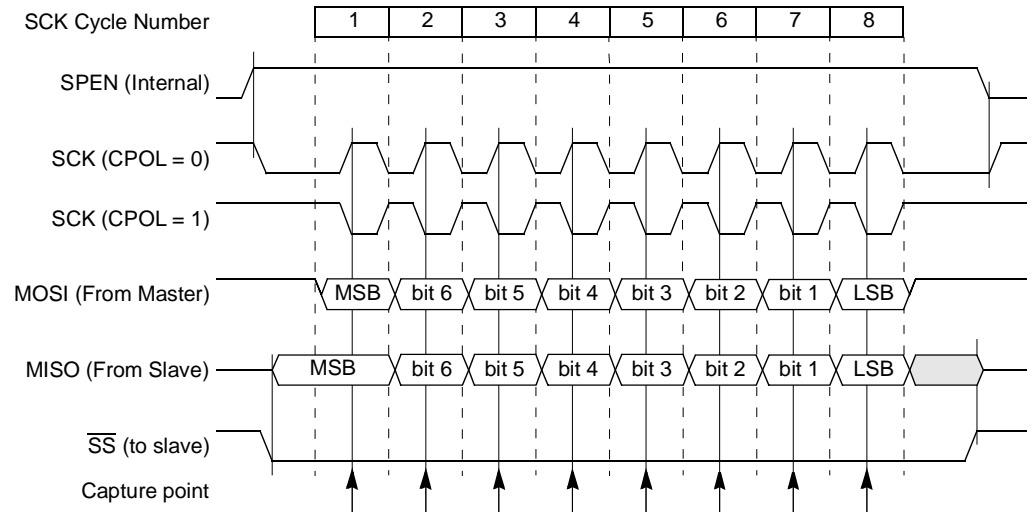 SCK Cycle Number 1 2 3 4 5 6 7 8
SPEN (Internal)
SCK (CPOL = 0)
SCK (CPOL = 1)
MOSI (From Master) MSB bit 6 bit 5 bit 4 bit 3 bit 2 bit 1 LSB
MISO (From Slave) MSB bit 6 bit 5 bit 4 bit 3 bit 2 bit 1 LSB
SS (to slave)
Capture point